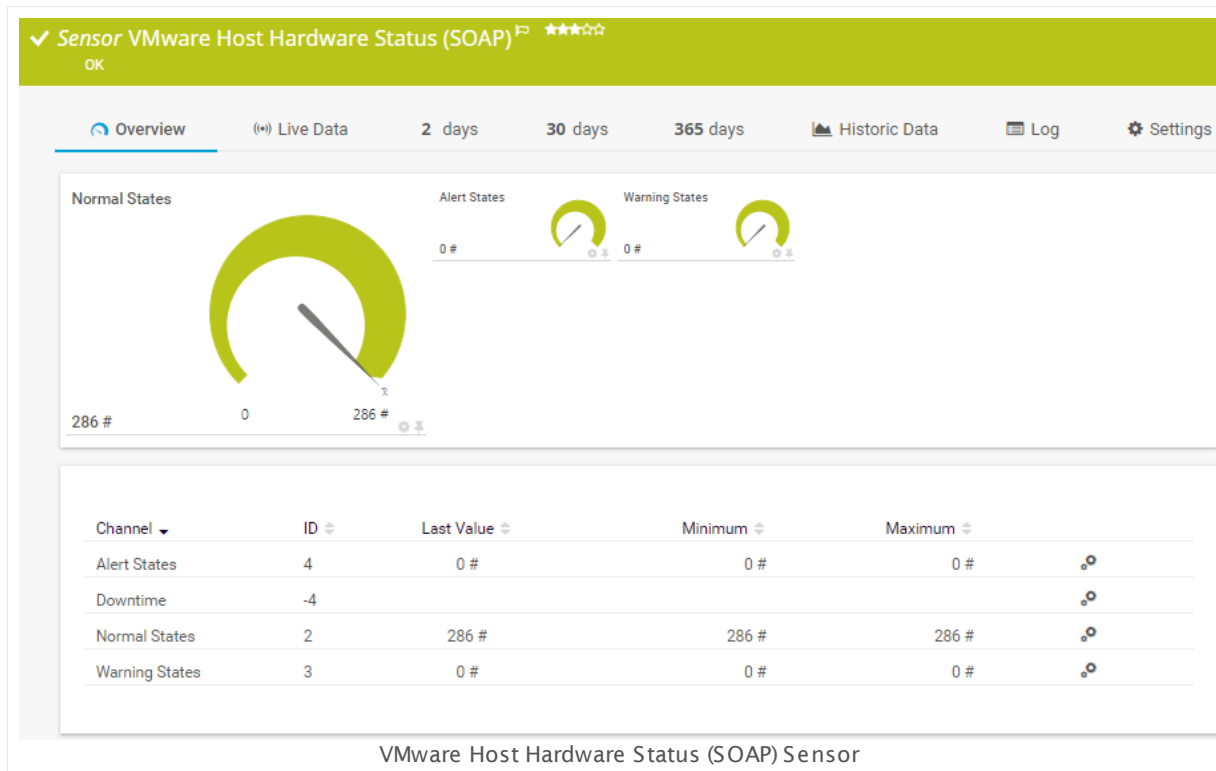 Sensor VMware Host Hardware Status (SOAP)
OK
Overview Live Data 2 days 30 days 365 days Historic Data Log Settings
Normal States Alert States Warning States
0 # 0 #
0 286 #
286 #
Channel ID Last Value Minimum Maximum
Alert States 4 0 # 0 # 0 #
Downtime -4
Normal States 2 286 # 286 # 286 #
Warning States 3 0 # 0 # 0 #
VMware Host Hardware Status (SOAP) Sensor